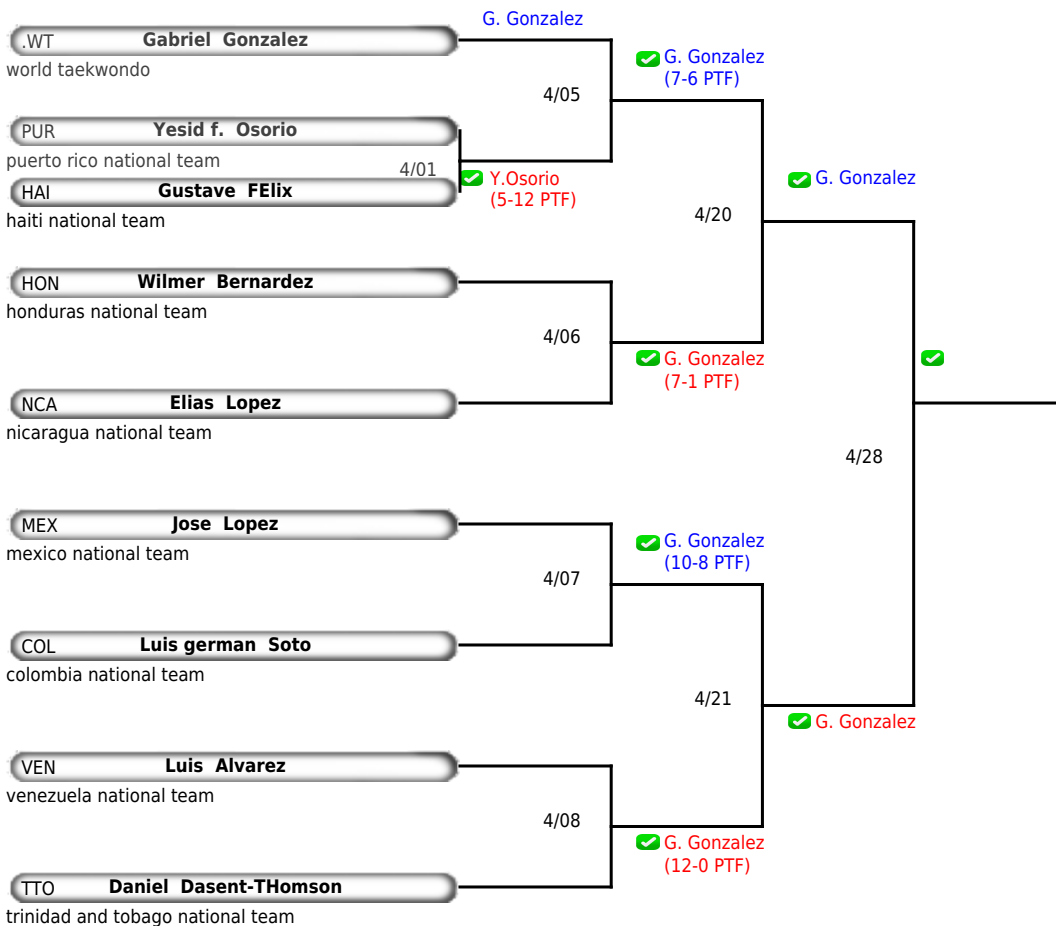 G. Gonzalez
.WT Gabriel Gonzalez
world taekwondo
G. Gonzalez
(7-6 PTF)
4/05
PUR Yesid f. Osorio
puerto rico national team
4/01
Y.Osorio
(5-12 PTF)
HAI Gustave FElix
haiti national team
G. Gonzalez
4/20
HON Wilmer Bernardez
honduras national team
4/06
G. Gonzalez
(7-1 PTF)
NCA Elias Lopez
nicaragua national team
4/28
MEX Jose Lopez
mexico national team
G. Gonzalez
(10-8 PTF)
4/07
COL Luis german Soto
colombia national team
4/21
G. Gonzalez
VEN Luis Alvarez
venezuela national team
4/08
G. Gonzalez
(12-0 PTF)
TTO Daniel Dasent-THomson
trinidad and tobago national team